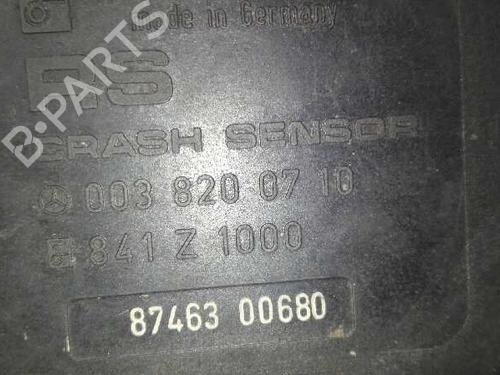 made in Germany
CRASH SENSOR
003 820 07 10
841 Z 1000
87463 00680
B-PARTS